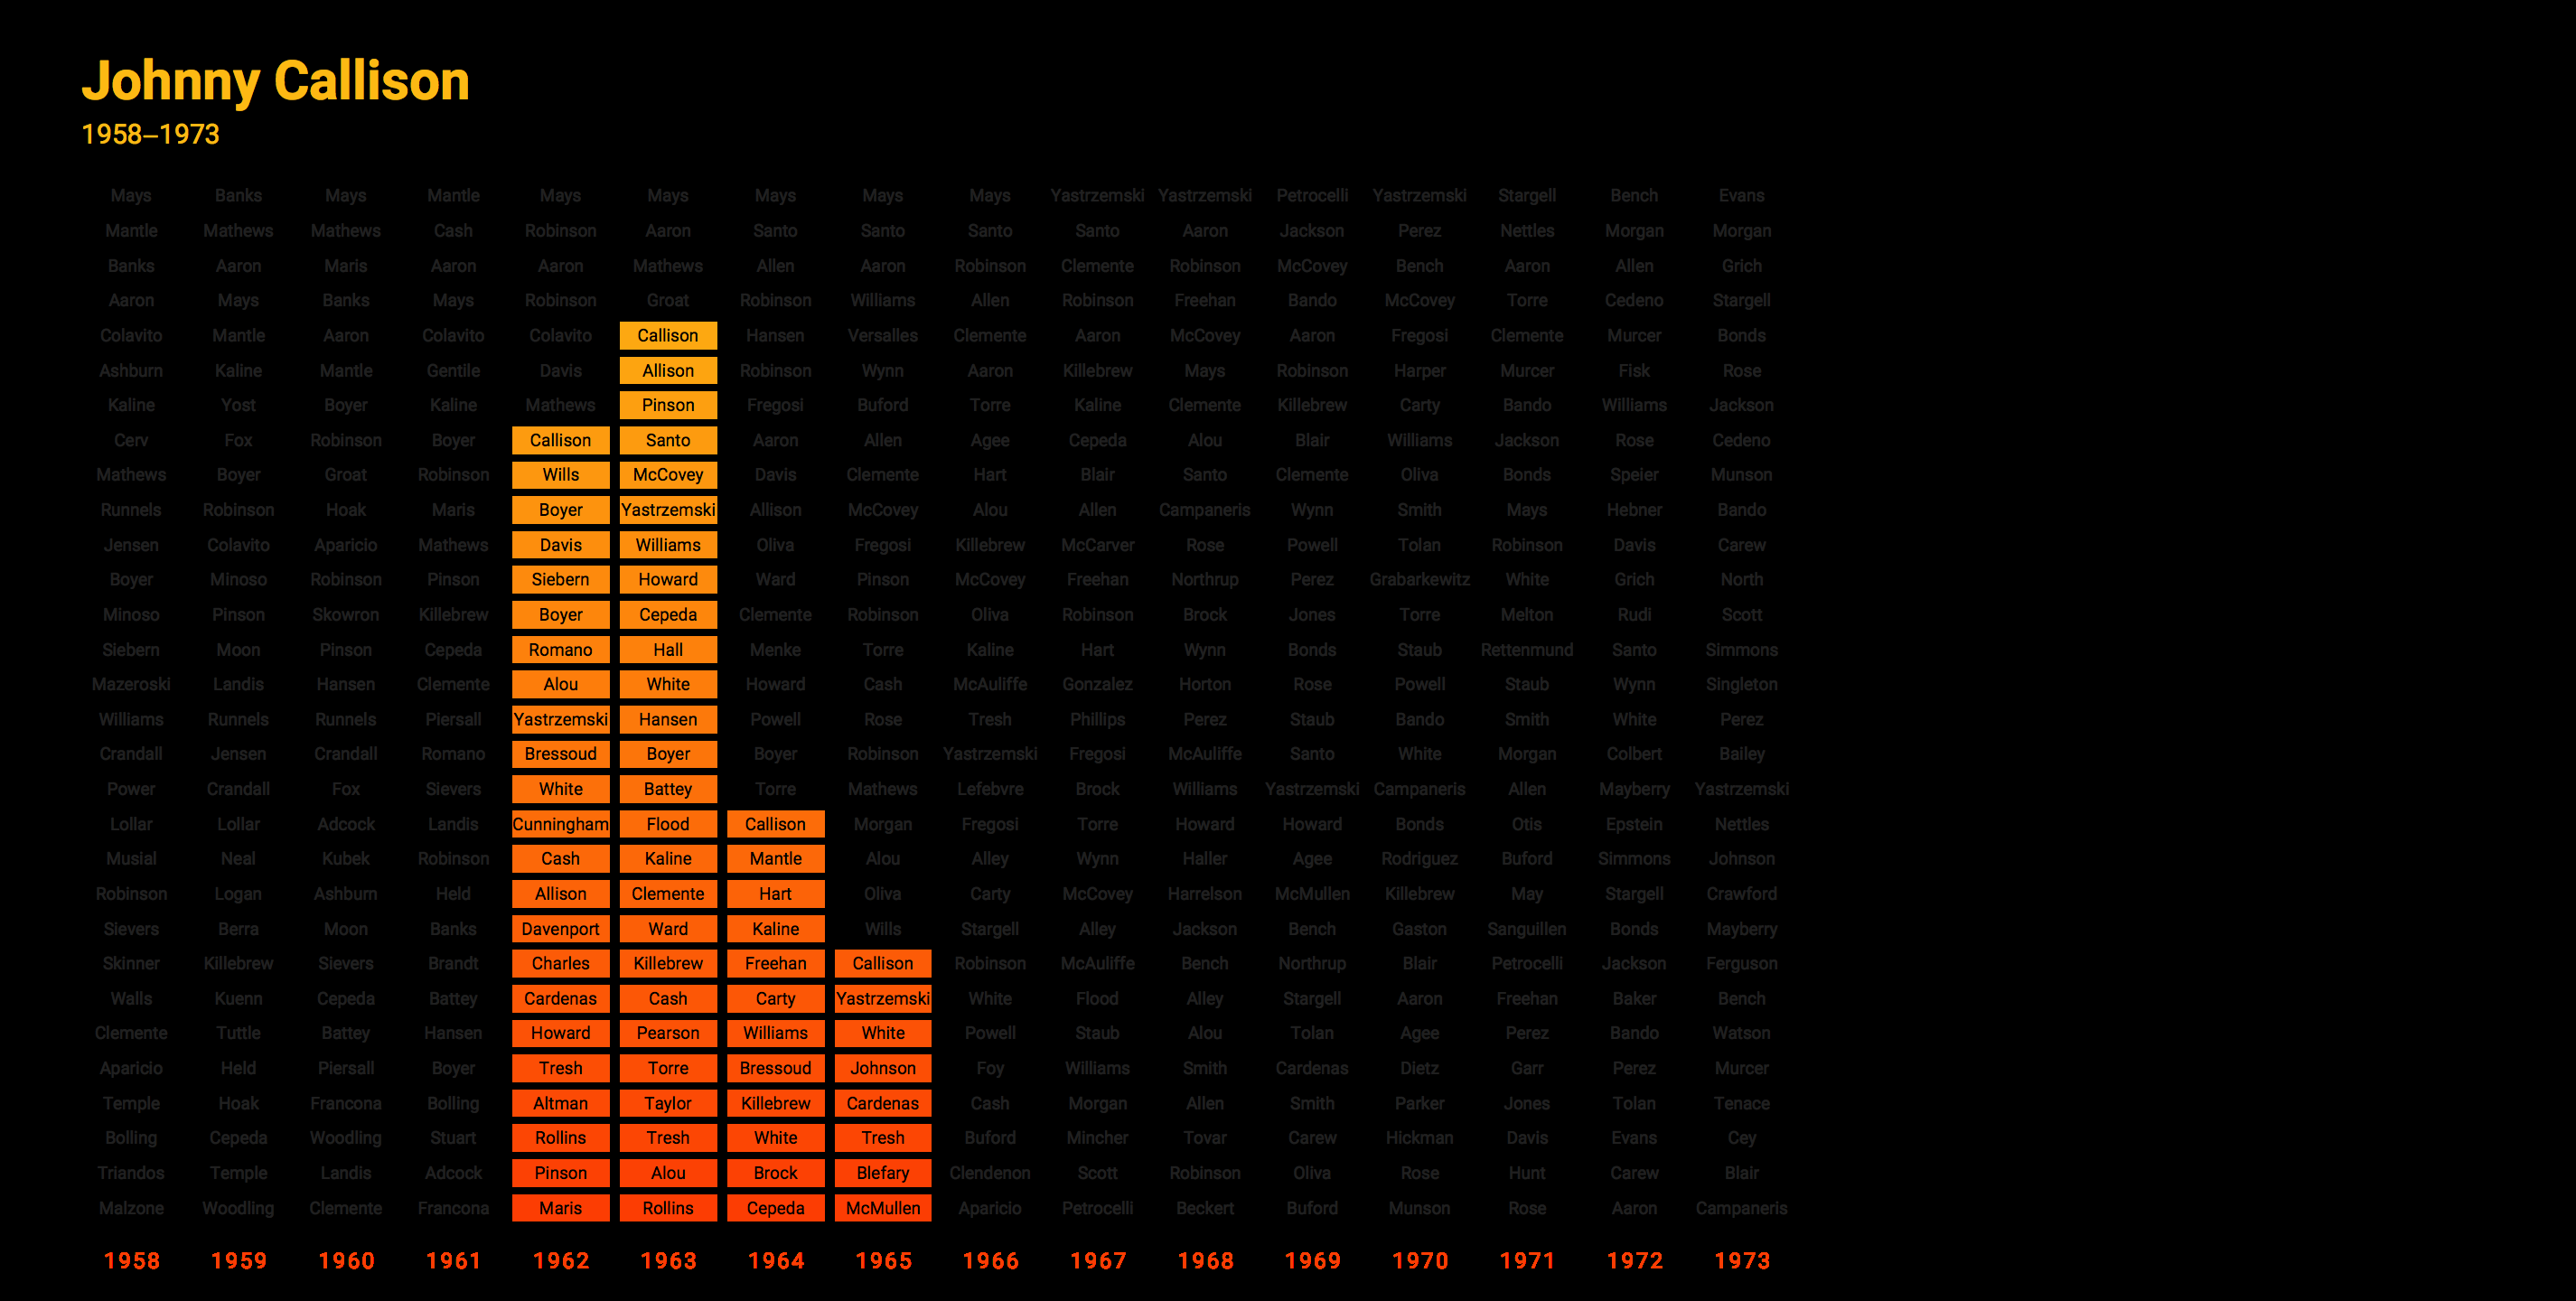 Johnny Callison
1958–1973
Mays Banks Mays Mantle Mays Mays Mays Mays Mays Yastrzemski Yastrzemski Petrocelli Yastrzemski Stargell Bench Evans
Mantle Mathews Mathews Cash Robinson Aaron Santo Santo Santo Santo Aaron Jackson Perez Nettles Morgan Morgan
Banks Aaron Maris Aaron Aaron Mathews Allen Aaron Robinson Clemente Robinson McCovey Bench Aaron Allen Grich
Aaron Mays Banks Mays Robinson Groat Robinson Williams Allen Robinson Freehan Bando McCovey Torre Cedeno Stargell
Colavito Mantle Aaron Colavito Colavito Callison Hansen Versalles Clemente Aaron McCovey Aaron Fregosi Clemente Murcer Bonds
Ashburn Kaline Mantle Gentile Davis Allison Robinson Wynn Aaron Killebrew Mays Robinson Harper Murcer Fisk Rose
Kaline Yost Boyer Kaline Mathews Pinson Fregosi Buford Torre Kaline Clemente Killebrew Carty Bando Williams Jackson
Cerv Fox Robinson Boyer Callison Santo Aaron Allen Agee Cepeda Alou Blair Williams Jackson Rose Cedeno
Mathews Boyer Groat Robinson Wills McCovey Davis Clemente Hart Blair Santo Clemente Oliva Bonds Speier Munson
Runnels Robinson Hoak Maris Boyer Yastrzemski Allison McCovey Alou Allen Campaneris Wynn Smith Mays Hebner Bando
Jensen Colavito Aparicio Mathews Davis Williams Oliva Fregosi Killebrew McCarver Rose Powell Tolan Robinson Davis Carew
Boyer Minoso Robinson Pinson Siebern Howard Ward Pinson McCovey Freehan Northrup Perez Grabarkewitz White Grich North
Minoso Pinson Skowron Killebrew Boyer Cepeda Clemente Robinson Oliva Robinson Brock Jones Torre Melton Rudi Scott
Siebern Moon Pinson Cepeda Romano Hall Menke Torre Kaline Hart Wynn Bonds Staub Rettenmund Santo Simmons
Mazeroski Landis Hansen Clemente Alou White Howard Cash McAuliffe Gonzalez Horton Rose Powell Staub Wynn Singleton
Williams Runnels Runnels Piersall Yastrzemski Hansen Powell Rose Tresh Phillips Perez Staub Bando Smith White Perez
Crandall Jensen Crandall Romano Bressoud Boyer Boyer Robinson Yastrzemski Fregosi McAuliffe Santo White Morgan Colbert Bailey
Power Crandall Fox Sievers White Battey Torre Mathews Lefebvre Brock Williams Yastrzemski Campaneris Allen Mayberry Yastrzemski
Lollar Lollar Adcock Landis Cunningham Flood Callison Morgan Fregosi Torre Howard Howard Bonds Otis Epstein Nettles
Musial Neal Kubek Robinson Cash Kaline Mantle Alou Alley Wynn Haller Agee Rodriguez Buford Simmons Johnson
Robinson Logan Ashburn Held Allison Clemente Hart Oliva Carty McCovey Harrelson McMullen Killebrew May Stargell Crawford
Sievers Berra Moon Banks Davenport Ward Kaline Wills Stargell Alley Jackson Bench Gaston Sanguillen Bonds Mayberry
Skinner Killebrew Sievers Brandt Charles Killebrew Freehan Callison Robinson McAuliffe Bench Northrup Blair Petrocelli Jackson Ferguson
Walls Kuenn Cepeda Battey Cardenas Cash Carty Yastrzemski White Flood Alley Stargell Aaron Freehan Baker Bench
Clemente Tuttle Battey Hansen Howard Pearson Williams White Powell Staub Alou Tolan Agee Perez Bando Watson
Aparicio Held Piersall Boyer Tresh Torre Bressoud Johnson Foy Williams Smith Cardenas Dietz Garr Perez Murcer
Temple Hoak Francona Bolling Altman Taylor Killebrew Cardenas Cash Morgan Allen Smith Parker Jones Tolan Tenace
Bolling Cepeda Woodling Stuart Rollins Tresh White Tresh Buford Mincher Tovar Carew Hickman Davis Evans Cey
Triandos Temple Landis Adcock Pinson Alou Brock Blefary Clendenon Scott Robinson Oliva Rose Hunt Carew Blair
Malzone Woodling Clemente Francona Maris Rollins Cepeda McMullen Aparicio Petrocelli Beckert Buford Munson Rose Aaron Campaneris
1958 1959 1960 1961 1962 1963 1964 1965 1966 1967 1968 1969 1970 1971 1972 1973